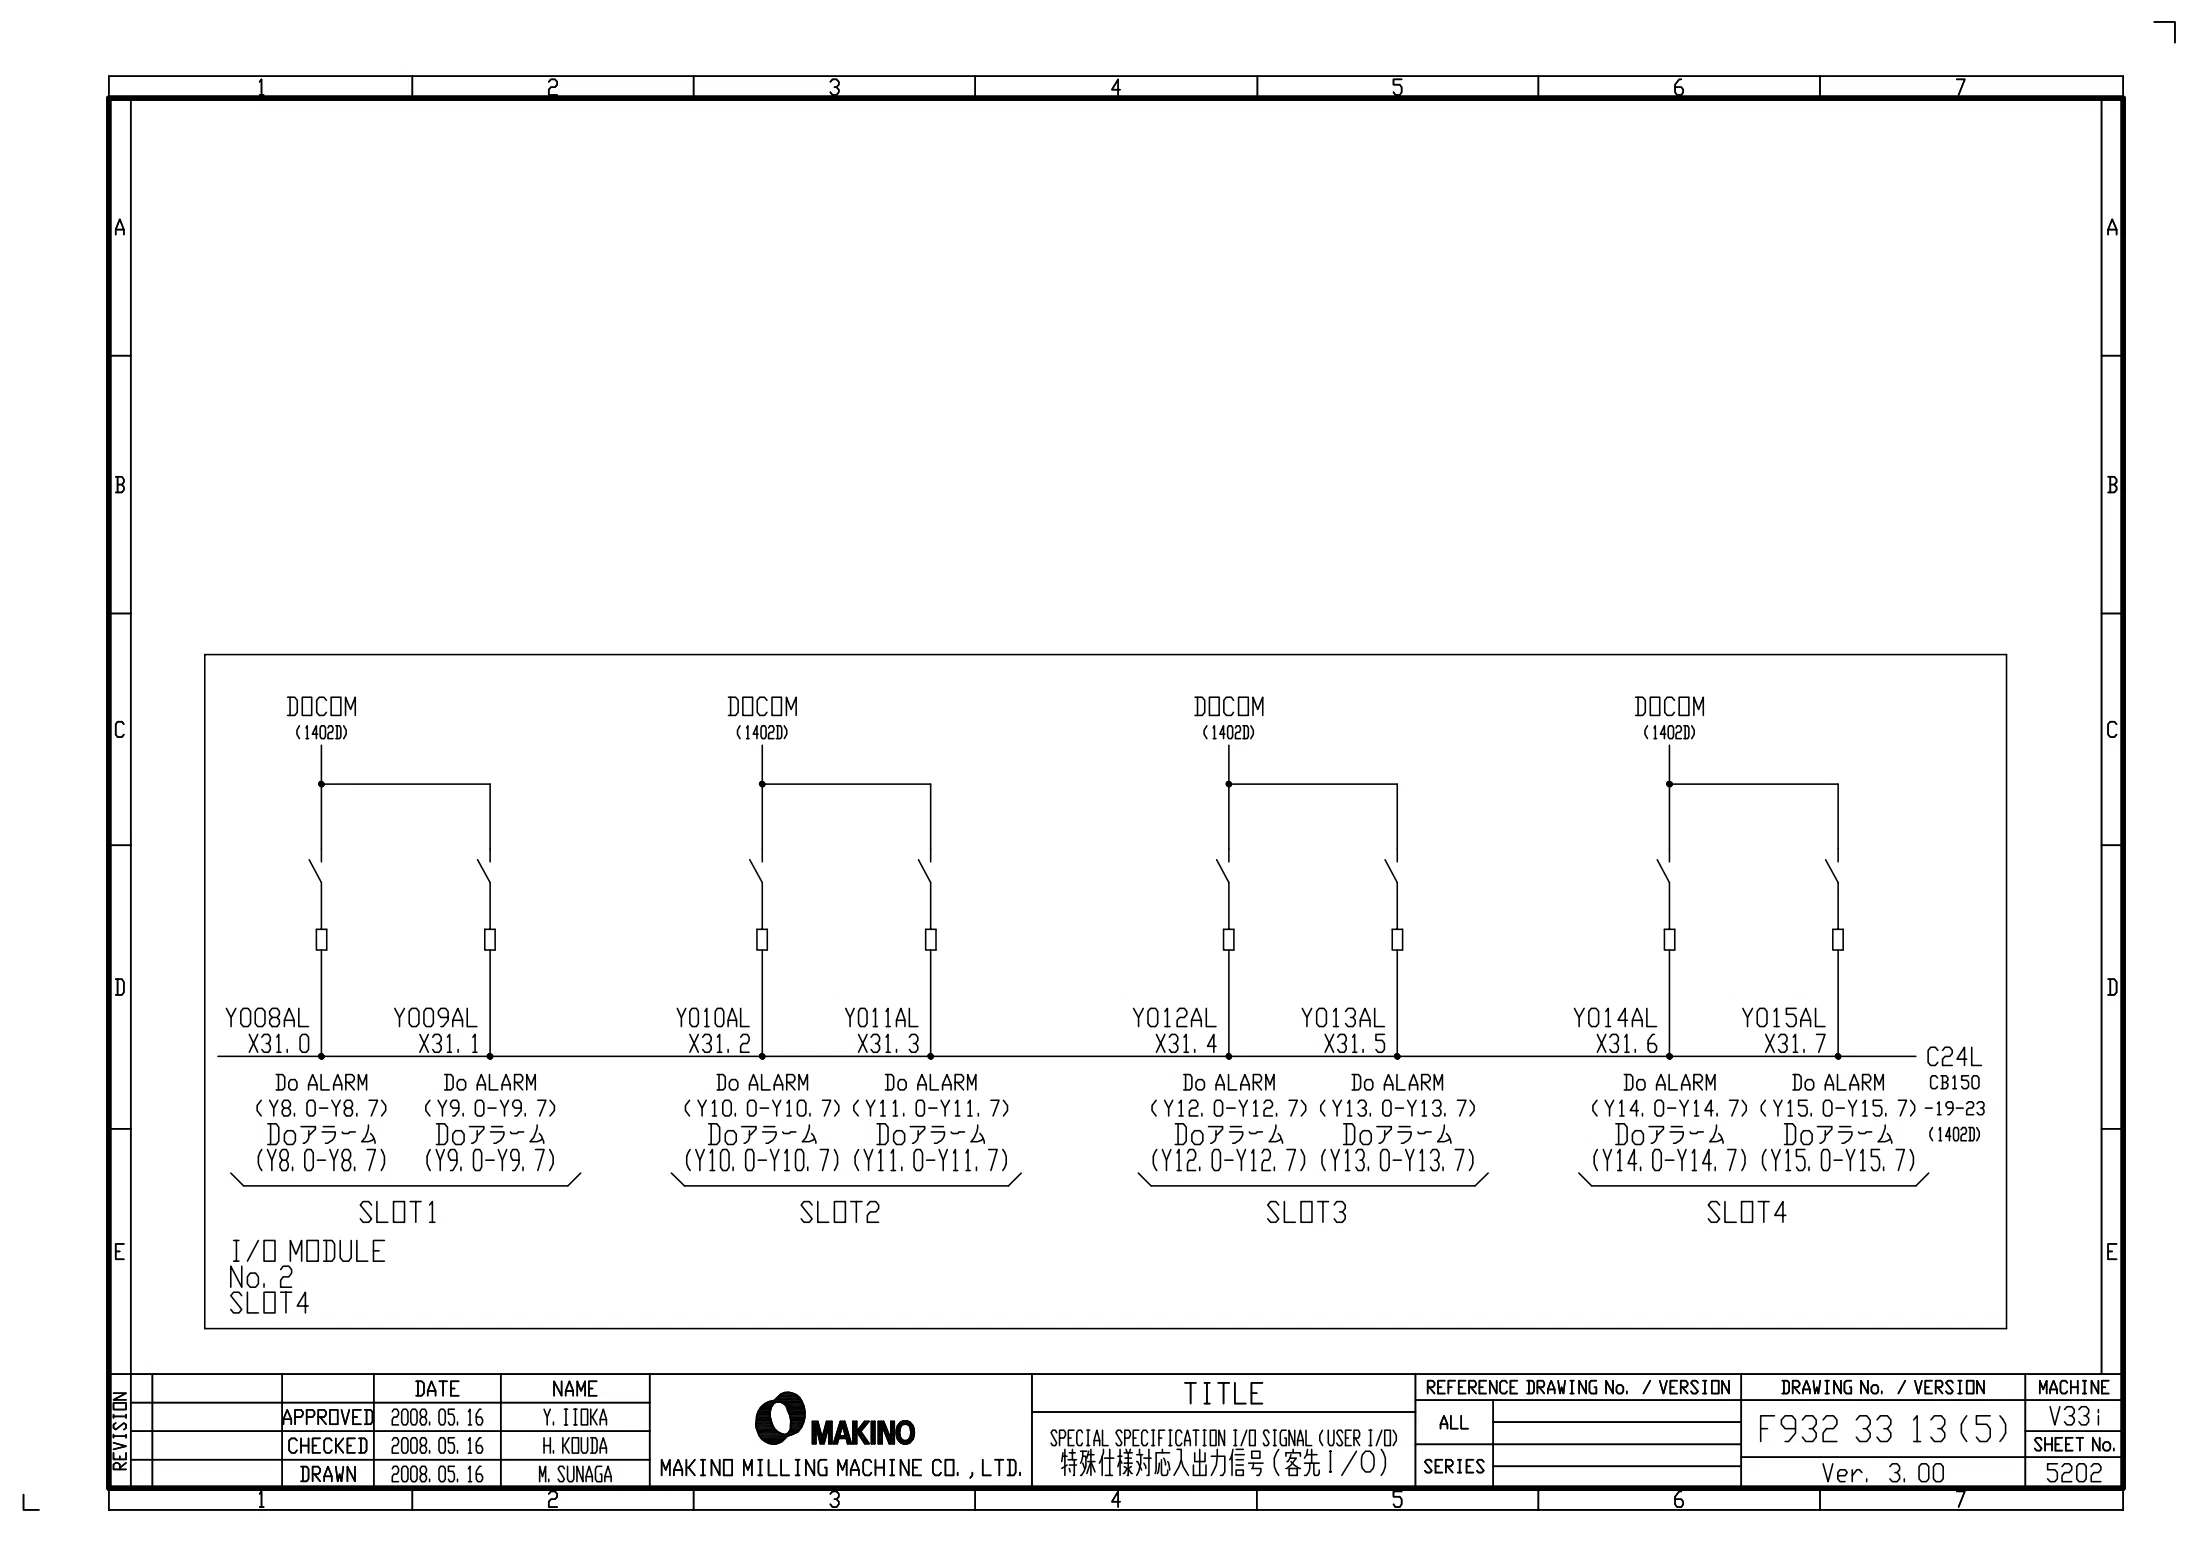 1 2 3 4 5 6 7
A A
B B
C C
D D
E E
DOCOM DOCOM DOCOM DOCOM
(1402D) (1402D) (1402D) (1402D)
Y008AL Y009AL Y010AL Y011AL Y012AL Y013AL Y014AL Y015AL
X31.0 X31.1 X31.2 X31.3 X31.4 X31.5 X31.6 X31.7
C24L
CB150
-19-23
(1402D)
Do ALARM Do ALARM Do ALARM Do ALARM Do ALARM Do ALARM Do ALARM Do ALARM
(Y8.0-Y8.7) (Y9.0-Y9.7) (Y10.0-Y10.7) (Y11.0-Y11.7) (Y12.0-Y12.7) (Y13.0-Y13.7) (Y14.0-Y14.7) (Y15.0-Y15.7)
Doアラーム Doアラーム Doアラーム Doアラーム Doアラーム Doアラーム Doアラーム Doアラーム
(Y8.0-Y8.7) (Y9.0-Y9.7) (Y10.0-Y10.7) (Y11.0-Y11.7) (Y12.0-Y12.7) (Y13.0-Y13.7) (Y14.0-Y14.7) (Y15.0-Y15.7)
SLOT1 SLOT2 SLOT3 SLOT4
I/O MODULE
No.2
SLOT4
REVISION
DATE NAME
APPROVED 2008.05.16 Y.IIOKA
CHECKED 2008.05.16 H.KOUDA
DRAWN 2008.05.16 M.SUNAGA
MAKINO
MAKINO MILLING MACHINE CO.,LTD.
TITLE
SPECIAL SPECIFICATION I/O SIGNAL(USER I/O)
特殊仕様対応入出力信号(客先I/O)
REFERENCE DRAWING No. / VERSION
ALL
SERIES
DRAWING No. / VERSION
F932 33 13(5)
Ver. 3.00
MACHINE
V33i
SHEET No.
5202
1 2 3 4 5 6 7